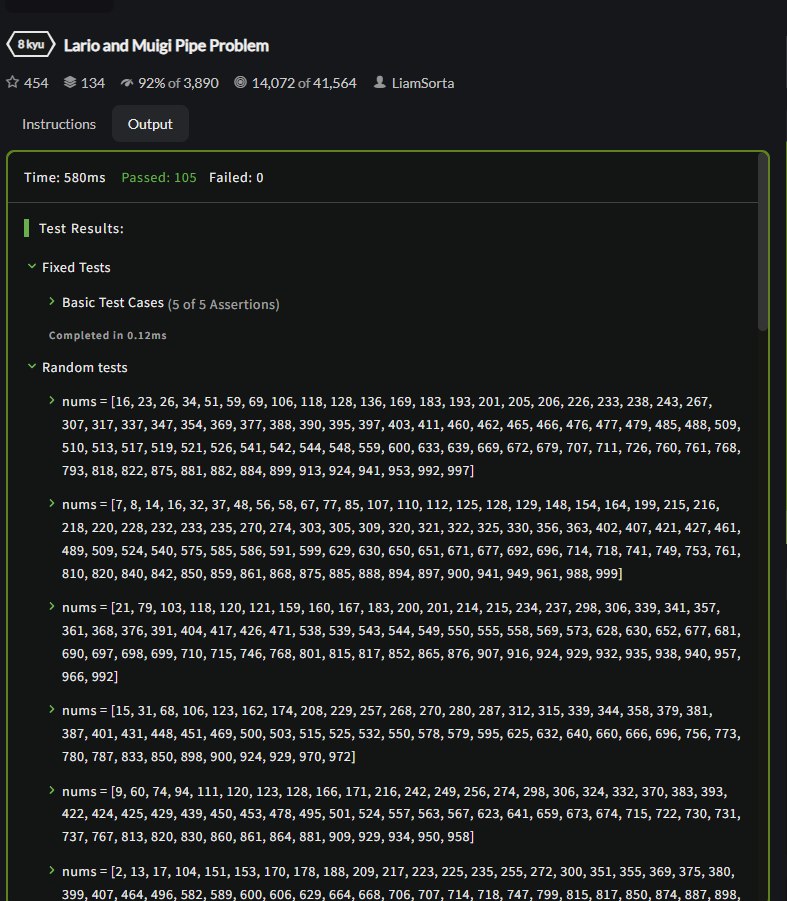 8 kyu Lario and Muigi Pipe Problem
454 134 92% of 3,890 14,072 of 41,564 LiamSorta
Instructions Output
Time: 580ms Passed: 105 Failed: 0
Test Results:
Fixed Tests
Basic Test Cases (5 of 5 Assertions)
Completed in 0.12ms
Random tests
nums = [16, 23, 26, 34, 51, 59, 69, 106, 118, 128, 136, 169, 183, 193, 201, 205, 206, 226, 233, 238, 243, 267,
307, 317, 337, 347, 354, 369, 377, 388, 390, 395, 397, 403, 411, 460, 462, 465, 466, 476, 477, 479, 485, 488, 509,
510, 513, 517, 519, 521, 526, 541, 542, 544, 548, 559, 600, 633, 639, 669, 672, 679, 707, 711, 726, 760, 761, 768,
793, 818, 822, 875, 881, 882, 884, 899, 913, 924, 941, 953, 992, 997]
nums = [7, 8, 14, 16, 32, 37, 48, 56, 58, 67, 77, 85, 107, 110, 112, 125, 128, 129, 148, 154, 164, 199, 215, 216,
218, 220, 228, 232, 233, 235, 270, 274, 303, 305, 309, 320, 321, 322, 325, 330, 356, 363, 402, 407, 421, 427, 461,
489, 509, 524, 540, 575, 585, 586, 591, 599, 629, 630, 650, 651, 671, 677, 692, 696, 714, 718, 741, 749, 753, 761,
810, 820, 840, 842, 850, 859, 861, 868, 875, 885, 888, 894, 897, 900, 941, 949, 961, 988, 999]
nums = [21, 79, 103, 118, 120, 121, 159, 160, 167, 183, 200, 201, 214, 215, 234, 237, 298, 306, 339, 341, 357,
361, 368, 376, 391, 404, 417, 426, 471, 538, 539, 543, 544, 549, 550, 555, 558, 569, 573, 628, 630, 652, 677, 681,
690, 697, 698, 699, 710, 715, 746, 768, 801, 815, 817, 852, 865, 876, 907, 916, 924, 929, 932, 935, 938, 940, 957,
966, 992]
nums = [15, 31, 68, 106, 123, 162, 174, 208, 229, 257, 268, 270, 280, 287, 312, 315, 339, 344, 358, 379, 381,
387, 401, 431, 448, 451, 469, 500, 503, 515, 525, 532, 550, 578, 579, 595, 625, 632, 640, 660, 666, 696, 756, 773,
780, 787, 833, 850, 898, 900, 924, 929, 970, 972]
nums = [9, 60, 74, 94, 111, 120, 123, 128, 166, 171, 216, 242, 249, 256, 274, 298, 306, 324, 332, 370, 383, 393,
422, 424, 425, 429, 439, 450, 453, 478, 495, 501, 524, 557, 563, 567, 623, 641, 659, 673, 674, 715, 722, 730, 731,
737, 767, 813, 820, 830, 860, 861, 864, 881, 909, 929, 934, 950, 958]
nums = [2, 13, 17, 104, 151, 153, 170, 178, 188, 209, 217, 223, 225, 235, 255, 272, 300, 351, 355, 369, 375, 380,
399, 407, 464, 496, 582, 589, 600, 606, 629, 664, 668, 706, 707, 714, 718, 747, 799, 815, 817, 850, 874, 887, 898,